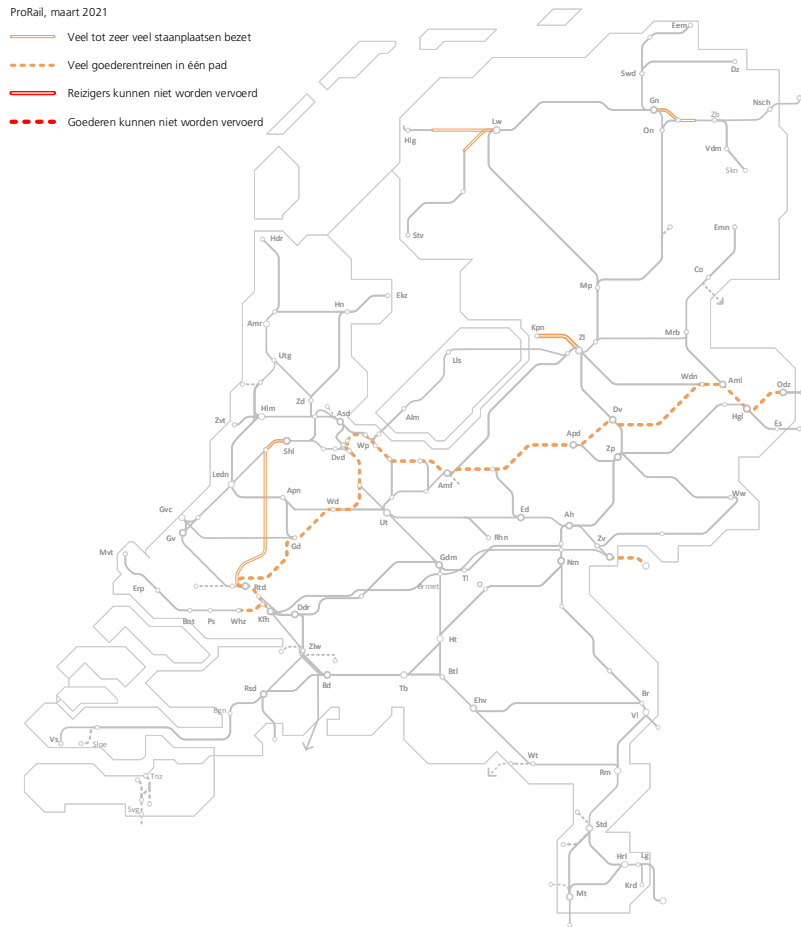 ProRail, maart 2021
Veel tot zeer veel staanplaatsen bezet
Veel goederentreinen in één pad
Reizigers kunnen niet worden vervoerd
Goederen kunnen niet worden vervoerd
Eem
Swd
Dz
Gn
Nsch
Lw
Zb
Hlg
On
Vdm
Skn
Stv
Emn
Hdr
Co
Mp
Hn
Ekz
Amr
Kpn
Zl
Mrb
Utg
Lls
Wdn
Aml
Odz
Zd
Hlm
Asd
Alm
Dv
Hgl
Zvt
Es
Shl
Dvd
Wp
Apd
Zp
Ledn
Amf
Apn
Wd
Ww
Gvc
Ut
Ed
Ah
Gv
Gd
Rhn
Zv
Mvt
Gdm
Nm
Erp
Rtd
Tl
O
Brmet
Ddr
Bnt
Ps
Whz
Kfh
Zlw
Ht
Rsd
Bd
Tb
Btl
Bgn
Ehv
Br
Vl
Vs
Sloe
Wt
Rm
Tnz
Svg
Std
Hrl
Lg
Krd
Mt